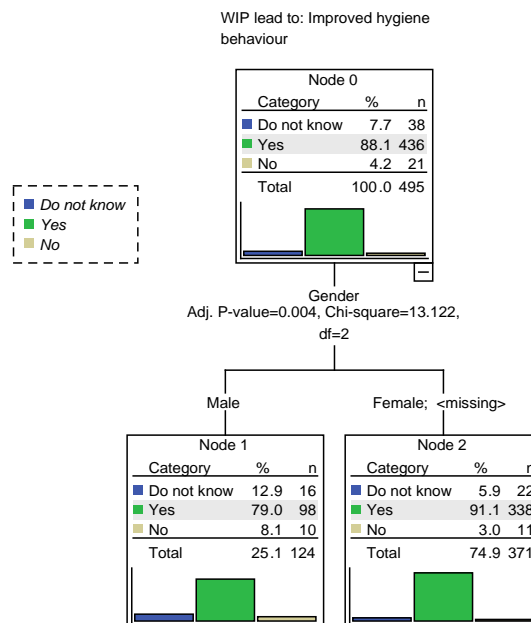 WIP lead to: Improved hygiene
behaviour
Node 0
Category % n
Do not know 7.7 38
Yes 88.1 436
No 4.2 21
Total 100.0 495
Do not know
Yes
No
Gender
Adj. P-value=0.004, Chi-square=13.122,
df=2
Male
Female; <missing>
Node 1
Category % n
Do not know 12.9 16
Yes 79.0 98
No 8.1 10
Total 25.1 124
Node 2
Category % n
Do not know 5.9 22
Yes 91.1 338
No 3.0 11
Total 74.9 371